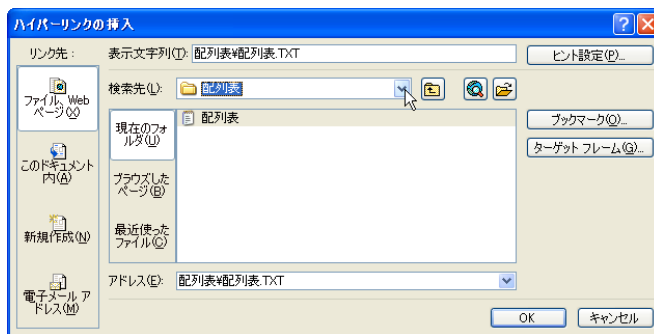 ハイパーリンクの挿入
リンク先：
表示文字列(T): 配列表¥配列表.TXT
ヒント設定(P)...
ファイル、Web
ページ(X)
検索先(L): 配列表
現在のフォ
ルダ(U)
配列表
ブックマーク(O)...
ターゲット フレーム(G)...
このドキュメント
内(A)
ブラウズした
ページ(B)
新規作成(N)
最近使った
ファイル(C)
電子メール ア
ドレス(M)
アドレス(E): 配列表¥配列表.TXT
OK
キャンセル